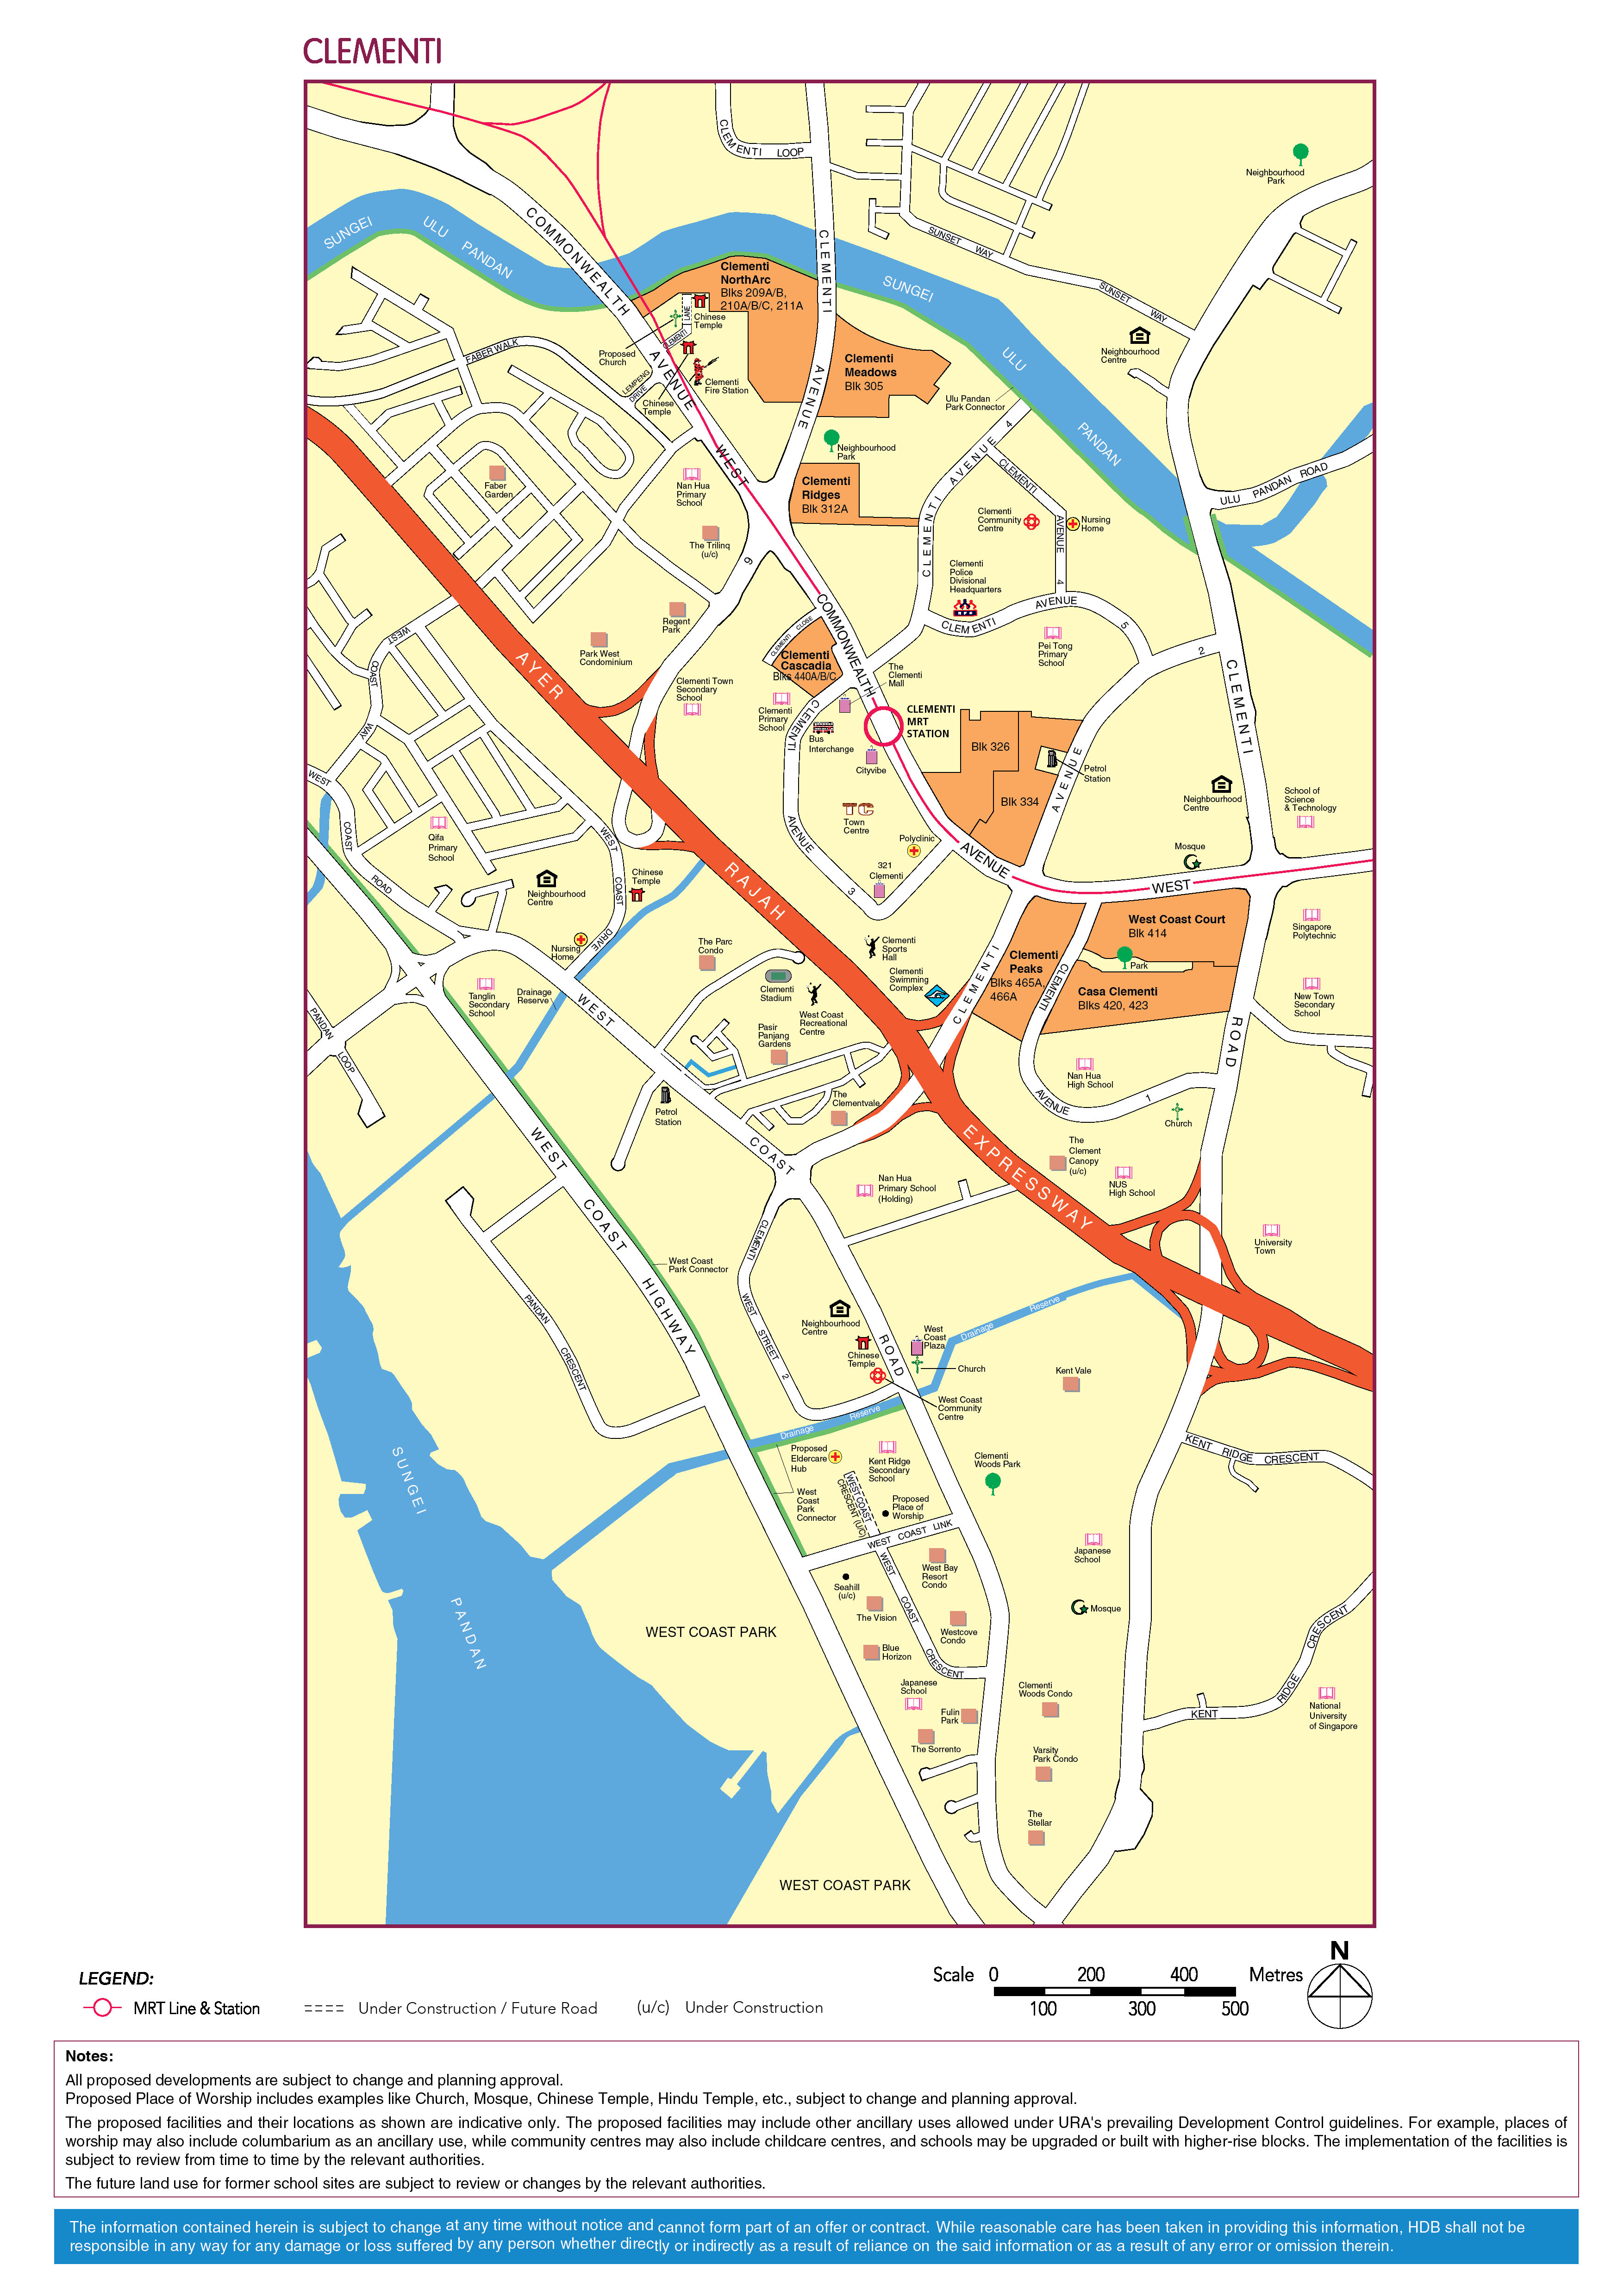 CLEMENTI
CLEMENTI LOOP
Neighbourhood
Park
COMMONWEALTH
AVENUE
WEST
SUNGEI
ULU
PANDAN
CLEMENTI
AVENUE
6
SUNSET WAY
SUNSET
WAY
SUNGEI
ULU
PANDAN
Clementi
NorthArc
Blks 209A/B,
210A/B/C, 211A
LANE
CLEMENTI
Chinese
Temple
Proposed
Church
Clementi
Fire Station
LEMPENG
DRIVE
Chinese
Temple
FABER WALK
Clementi
Meadows
Blk 305
Neighbourhood
Centre
Ulu Pandan
Park Connector
Neighbourhood
Park
CLEMENTI AVENUE 4
CLEMENTI
AVENUE
4
ULU PANDAN ROAD
Faber
Garden
Nan Hua
Primary
School
Clementi
Ridges
Blk 312A
Clementi
Community
Centre
Nursing
Home
The Trilinq
(u/c)
Clementi
Police
Divisional
Headquarters
CLEMENTI
AVENUE
5
Regent
Park
Park West
Condominium
CLEMENTI CLOSE
COMMONWEALTH
Clementi
Cascadia
Blks 440A/B/C
The
Clementi
Mall
Pei Tong
Primary
School
2
WEST
COAST
WAY
AYER
RAJAH
EXPRESSWAY
Clementi Town
Secondary
School
Clementi
Primary
School
CLEMENTI
AVENUE
3
Bus
Interchange
CLEMENTI
MRT
STATION
Cityvibe
Blk 326
Blk 334
Petrol
Station
AVENUE
CLEMENTI
ROAD
Neighbourhood
Centre
School of
Science
& Technology
WEST
COAST
ROAD
Qifa
Primary
School
Town
Centre
Polyclinic
321
Clementi
AVENUE
WEST
Mosque
WEST
COAST
DRIVE
Neighbourhood
Centre
Chinese
Temple
Nursing
Home
West Coast Court
Blk 414
Park
Singapore
Polytechnic
Clementi
Peaks
Blks 465A,
466A
Casa Clementi
Blks 420, 423
New Town
Secondary
School
The Parc
Condo
Clementi
Sports
Hall
Clementi
Swimming
Complex
Clementi
Stadium
West Coast
Recreational
Centre
CLEMENTI
CLEMENTI
AVENUE
1
Tanglin
Secondary
School
Drainage
Reserve
WEST
COAST
ROAD
Pasir
Panjang
Gardens
PANDAN
LOOP
Petrol
Station
The
Clementvale
Nan Hua
High School
Church
The
Clement
Canopy
(u/c)
NUS
High School
WEST
COAST
HIGHWAY
Nan Hua
Primary School
(Holding)
University
Town
West Coast
Park Connector
CLEMENTI
WEST
STREET
2
PANDAN
CRESCENT
Neighbourhood
Centre
Chinese
Temple
West
Coast
Plaza
Church
Drainage
Reserve
Kent Vale
West Coast
Community
Centre
Drainage
Reserve
KENT RIDGE CRESCENT
SUNGEI
PANDAN
Proposed
Eldercare
Hub
Kent Ridge
Secondary
School
Clementi
Woods Park
West
Coast
Park
Connector
WEST COAST
CRESCENT (U/C)
Proposed
Place of
Worship
WEST COAST LINK
Japanese
School
Seahill
(u/c)
West Bay
Resort
Condo
WEST
COAST
CRESCENT
The Vision
Mosque
WEST COAST PARK
Westcove
Condo
Blue
Horizon
Japanese
School
Clementi
Woods Condo
KENT
RIDGE
CRESCENT
National
University
of Singapore
Fulin
Park
The Sorrento
Varsity
Park Condo
The
Stellar
WEST COAST PARK
LEGEND:
MRT Line & Station
Under Construction / Future Road
(u/c) Under Construction
Scale 0 200 400 Metres
100 300 500
N
Notes:
All proposed developments are subject to change and planning approval.
Proposed Place of Worship includes examples like Church, Mosque, Chinese Temple, Hindu Temple, etc., subject to change and planning approval.
The proposed facilities and their locations as shown are indicative only. The proposed facilities may include other ancillary uses allowed under URA's prevailing Development Control guidelines. For example, places of
worship may also include columbarium as an ancillary use, while community centres may also include childcare centres, and schools may be upgraded or built with higher-rise blocks. The implementation of the facilities is
subject to review from time to time by the relevant authorities.
The future land use for former school sites are subject to review or changes by the relevant authorities.
The information contained herein is subject to change at any time without notice and cannot form part of an offer or contract. While reasonable care has been taken in providing this information, HDB shall not be
responsible in any way for any damage or loss suffered by any person whether directly or indirectly as a result of reliance on the said information or as a result of any error or omission therein.